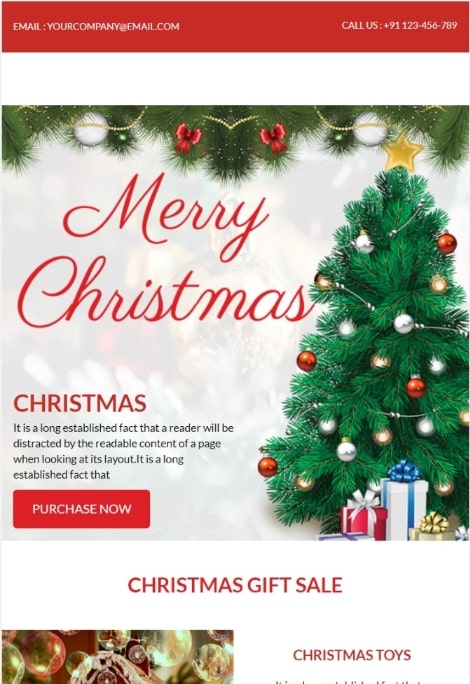 EMAIL : YOURCOMPANY@EMAIL.COM
CALL US : +91 123-456-789
Merry
Christmas
CHRISTMAS
It is a long established fact that a reader will be
distracted by the readable content of a page
when looking at its layout.It is a long
established fact that
PURCHASE NOW
CHRISTMAS GIFT SALE
CHRISTMAS TOYS